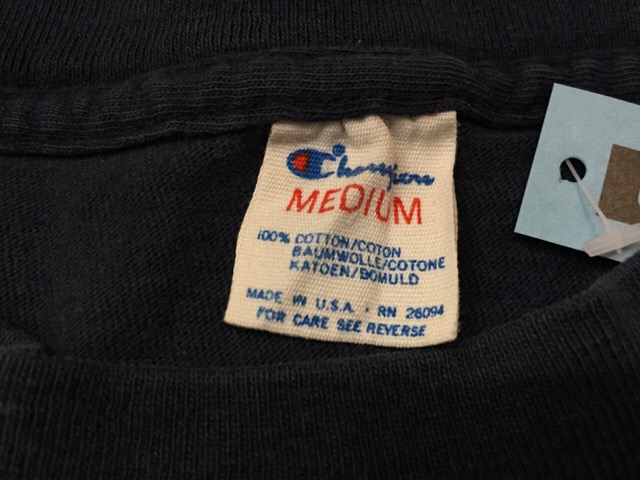 Champion
MEDIUM
100% COTTON/COTON
BAUMWOLLE/COTONE
KATOEN/BOMULD
MADE IN U.S.A. · RN 26094
FOR CARE SEE REVERSE